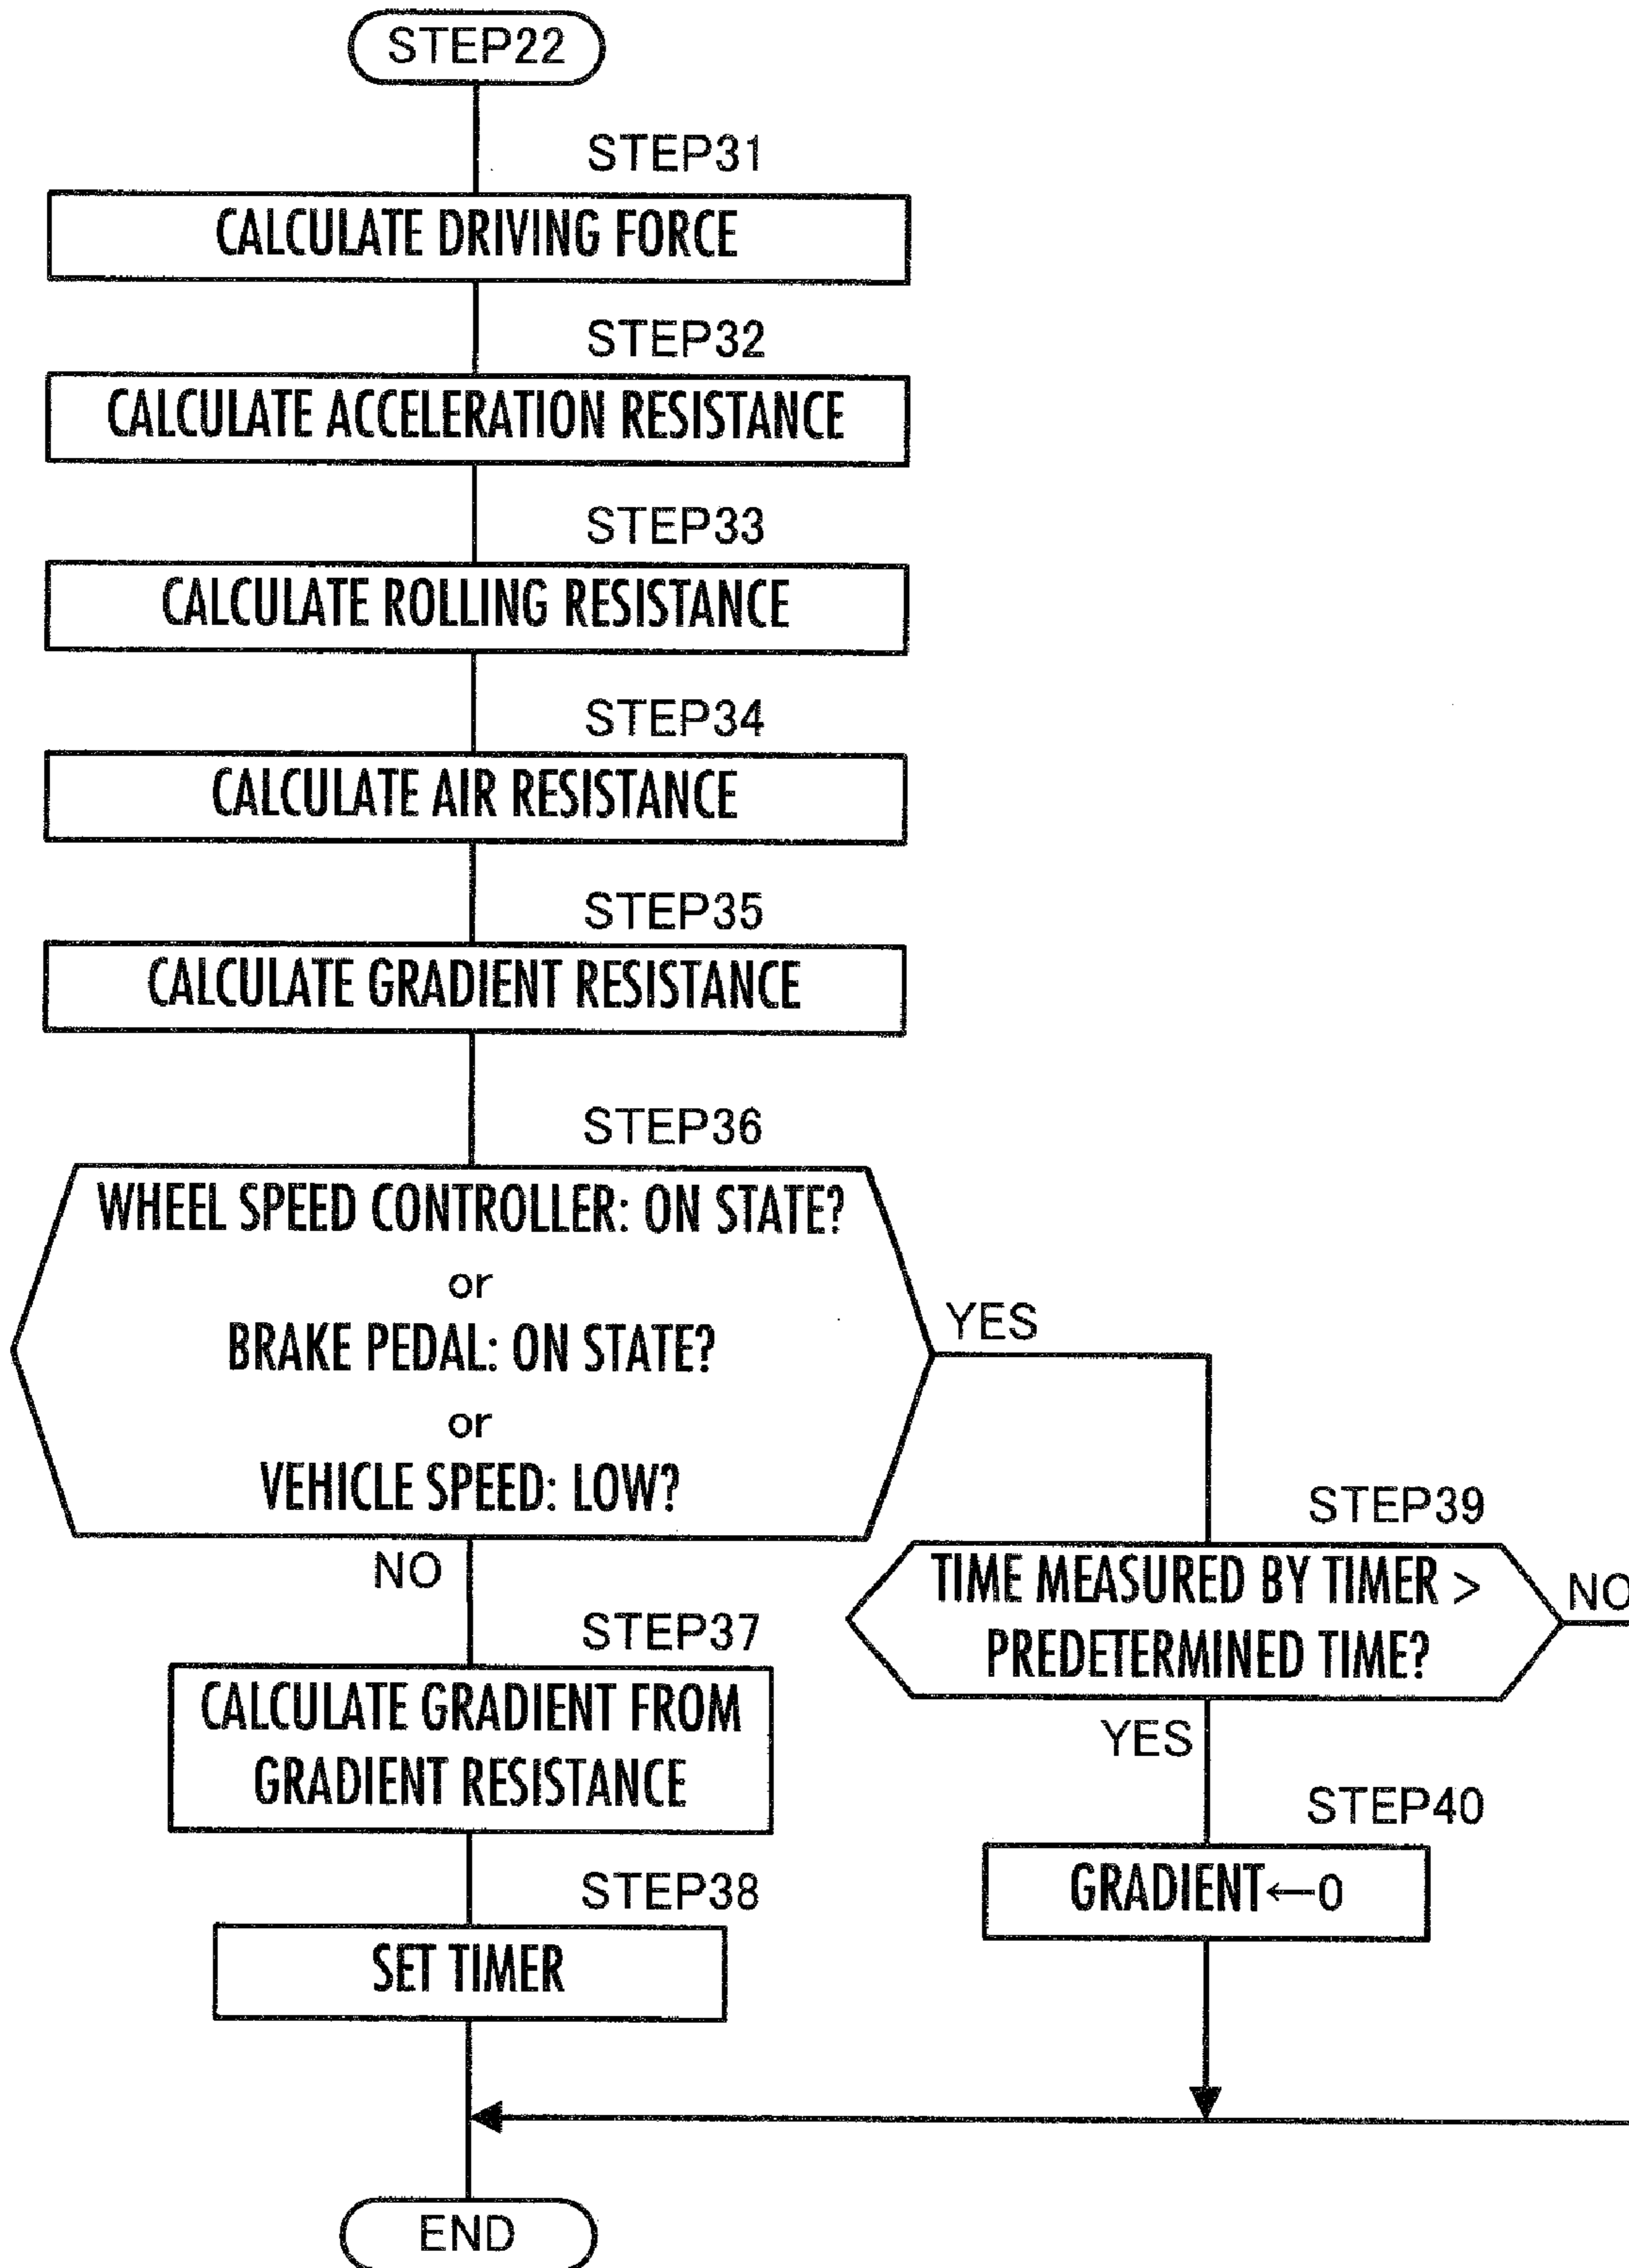 STEP22
STEP31
CALCULATE DRIVING FORCE
STEP32
CALCULATE ACCELERATION RESISTANCE
STEP33
CALCULATE ROLLING RESISTANCE
STEP34
CALCULATE AIR RESISTANCE
STEP35
CALCULATE GRADIENT RESISTANCE
STEP36
WHEEL SPEED CONTROLLER: ON STATE?
or
BRAKE PEDAL: ON STATE?
or
VEHICLE SPEED: LOW?
YES
NO
STEP37
CALCULATE GRADIENT FROM
GRADIENT RESISTANCE
STEP38
SET TIMER
STEP39
TIME MEASURED BY TIMER >
PREDETERMINED TIME?
NO
YES
STEP40
GRADIENT←0
END